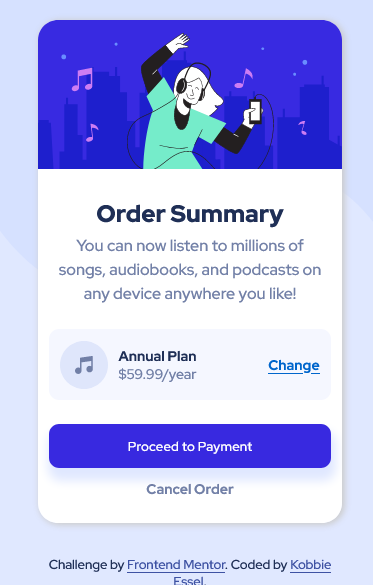 Order Summary
You can now listen to millions of
songs, audiobooks, and podcasts on
any device anywhere you like!
Annual Plan
$59.99/year
Change
Proceed to Payment
Cancel Order
Challenge by Frontend Mentor. Coded by Kobbie
Essel.